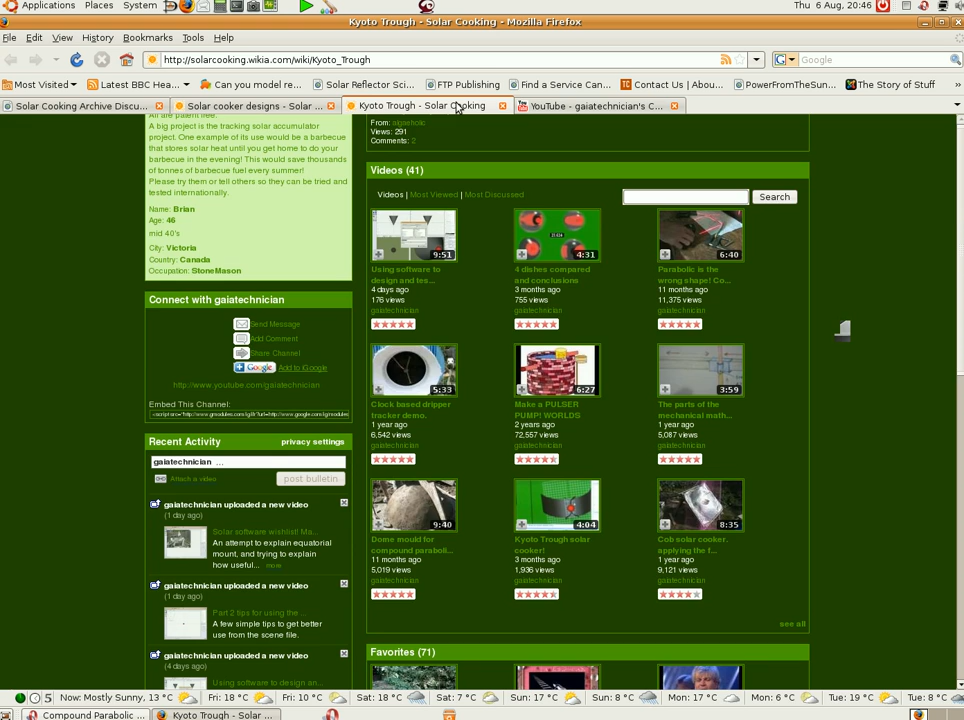 Applications Places System Thu 6 Aug, 20:46
Kyoto Trough - Solar Cooking - Mozilla Firefox
File Edit View History Bookmarks Tools Help
http://solarcooking.wikia.com/wiki/Kyoto_Trough Google
Most Visited Latest BBC Hea... Can you model re... Solar Reflector Sci... FTP Publishing Find a Service Can... Contact Us | Abou... PowerFromTheSun... The Story of Stuff »
Solar Cooking Archive Discu... Solar cooker designs - Solar ... Kyoto Trough - Solar Cooking YouTube - gaiatechnician's C...
All are patent free.
A big project is the tracking solar accumulator
project. One example of its use would be a barbecue
that stores solar heat until you get home to do your
barbecue in the evening! This would save thousands
of tonnes of barbecue fuel every summer!
Please try them or tell others so they can be tried and
tested internationally.
Name: Brian
Age: 46
mid 40's
City: Victoria
Country: Canada
Occupation: StoneMason
Connect with gaiatechnician
Send Message
Add Comment
Share Channel
Google Add to iGoogle
http://www.youtube.com/gaiatechnician
Embed This Channel:
Recent Activity privacy settings
gaiatechnician ...
Attach a video post bulletin
gaiatechnician uploaded a new video
(1 day ago)
Solar software wishlist! Ma...
An attempt to explain equatorial
mount, and trying to explain
how useful... more
gaiatechnician uploaded a new video
(1 day ago)
Part 2 tips for using the ...
A few simple tips to get better
use from the scene file.
gaiatechnician uploaded a new video
(4 days ago)
Using software to design an...
From: algaeholic
Views: 291
Comments: 2
Videos (41)
Videos | Most Viewed | Most Discussed Search
9:51 4:31 6:40
Using software to
design and tes...
4 days ago
176 views
gaiatechnician
4 dishes compared
and conclusions
3 months ago
755 views
gaiatechnician
Parabolic is the
wrong shape! Co...
11 months ago
11,375 views
gaiatechnician
5:33 6:27 3:59
Clock based dripper
tracker demo.
1 year ago
6,542 views
gaiatechnician
Make a PULSER
PUMP! WORLDS
2 years ago
72,557 views
gaiatechnician
The parts of the
mechanical math...
1 year ago
5,087 views
gaiatechnician
9:40 4:04 8:35
Dome mould for
compound paraboli...
11 months ago
5,019 views
gaiatechnician
Kyoto Trough solar
cooker!
3 months ago
1,936 views
gaiatechnician
Cob solar cooker.
applying the f...
1 year ago
9,121 views
gaiatechnician
see all
Favorites (71)
5 Now: Mostly Sunny, 13 °C Fri: 18 °C Fri: 10 °C Sat: 18 °C Sat: 7 °C Sun: 17 °C Sun: 8 °C Mon: 17 °C Mon: 6 °C Tue: 19 °C Tue: 8 °C
Compound Parabolic ... Kyoto Trough - Solar ...